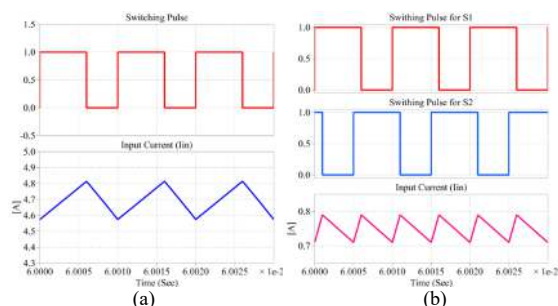 Switching Pulse
1.5
1.0
0.5
0.0
-0.5
Input Current (Iin)
5.0
4.9
4.8
4.7
4.6
4.5
4.4
4.3
[A]
6.0000 6.0005 6.0010 6.0015 6.0020 6.0025 × 1e-2
Time (Sec)
(a)
Swithing Pulse for S1
1.0
0.5
0.0
Swithing Pulse for S2
1.0
0.5
0.0
Input Current (Iin)
[A]
0.8
0.7
6.0000 6.0005 6.0010 6.0015 6.0020 6.0025 × 1e-2
Time (Sec)
(b)